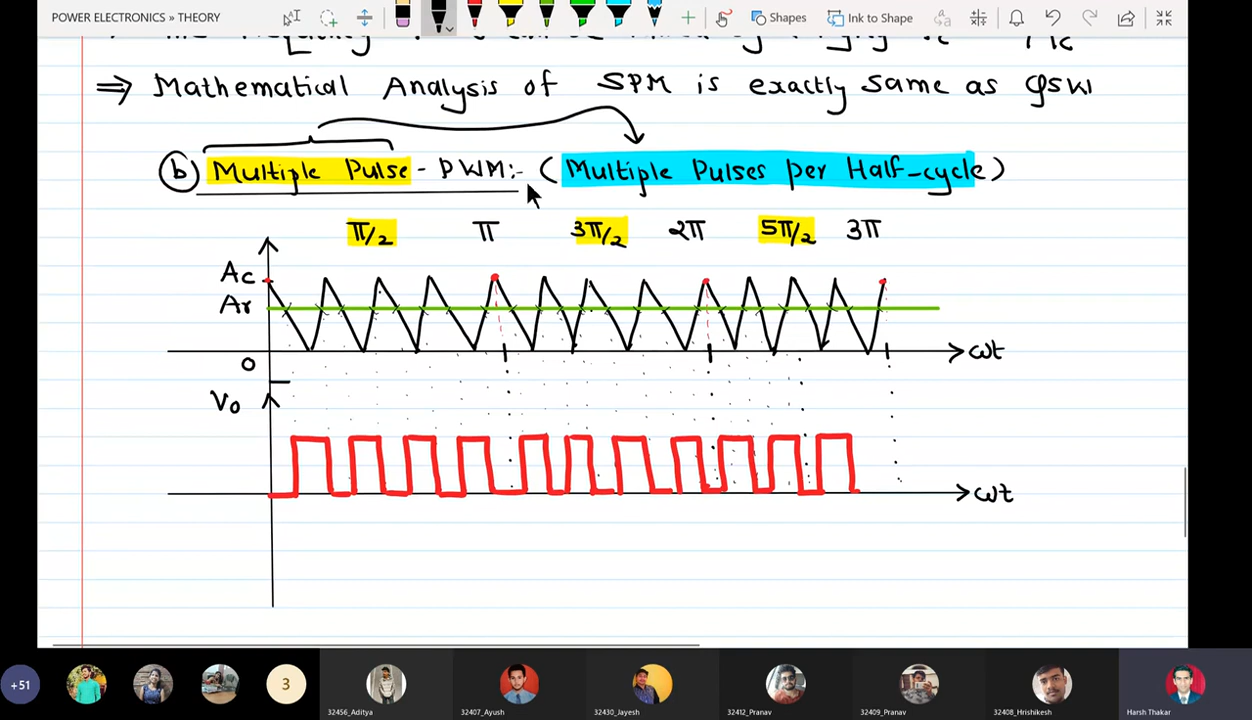 POWER ELECTRONICS » THEORY
Shapes
Ink to Shape
⇒ Mathematical Analysis of SPM is exactly same as
(b) Multiple Pulse - PWM:- (Multiple Pulses per Half-cycle)
π/2 π 3π/2 2π 5π/2 3π
Ac
Ar
0
ωt
Vo
ωt
+51
3
32456_Aditya
32407_Ayush
32430_Jayesh
32412_Pranav
32409_Pranav
32408_Hrishikesh
Harsh Thakar